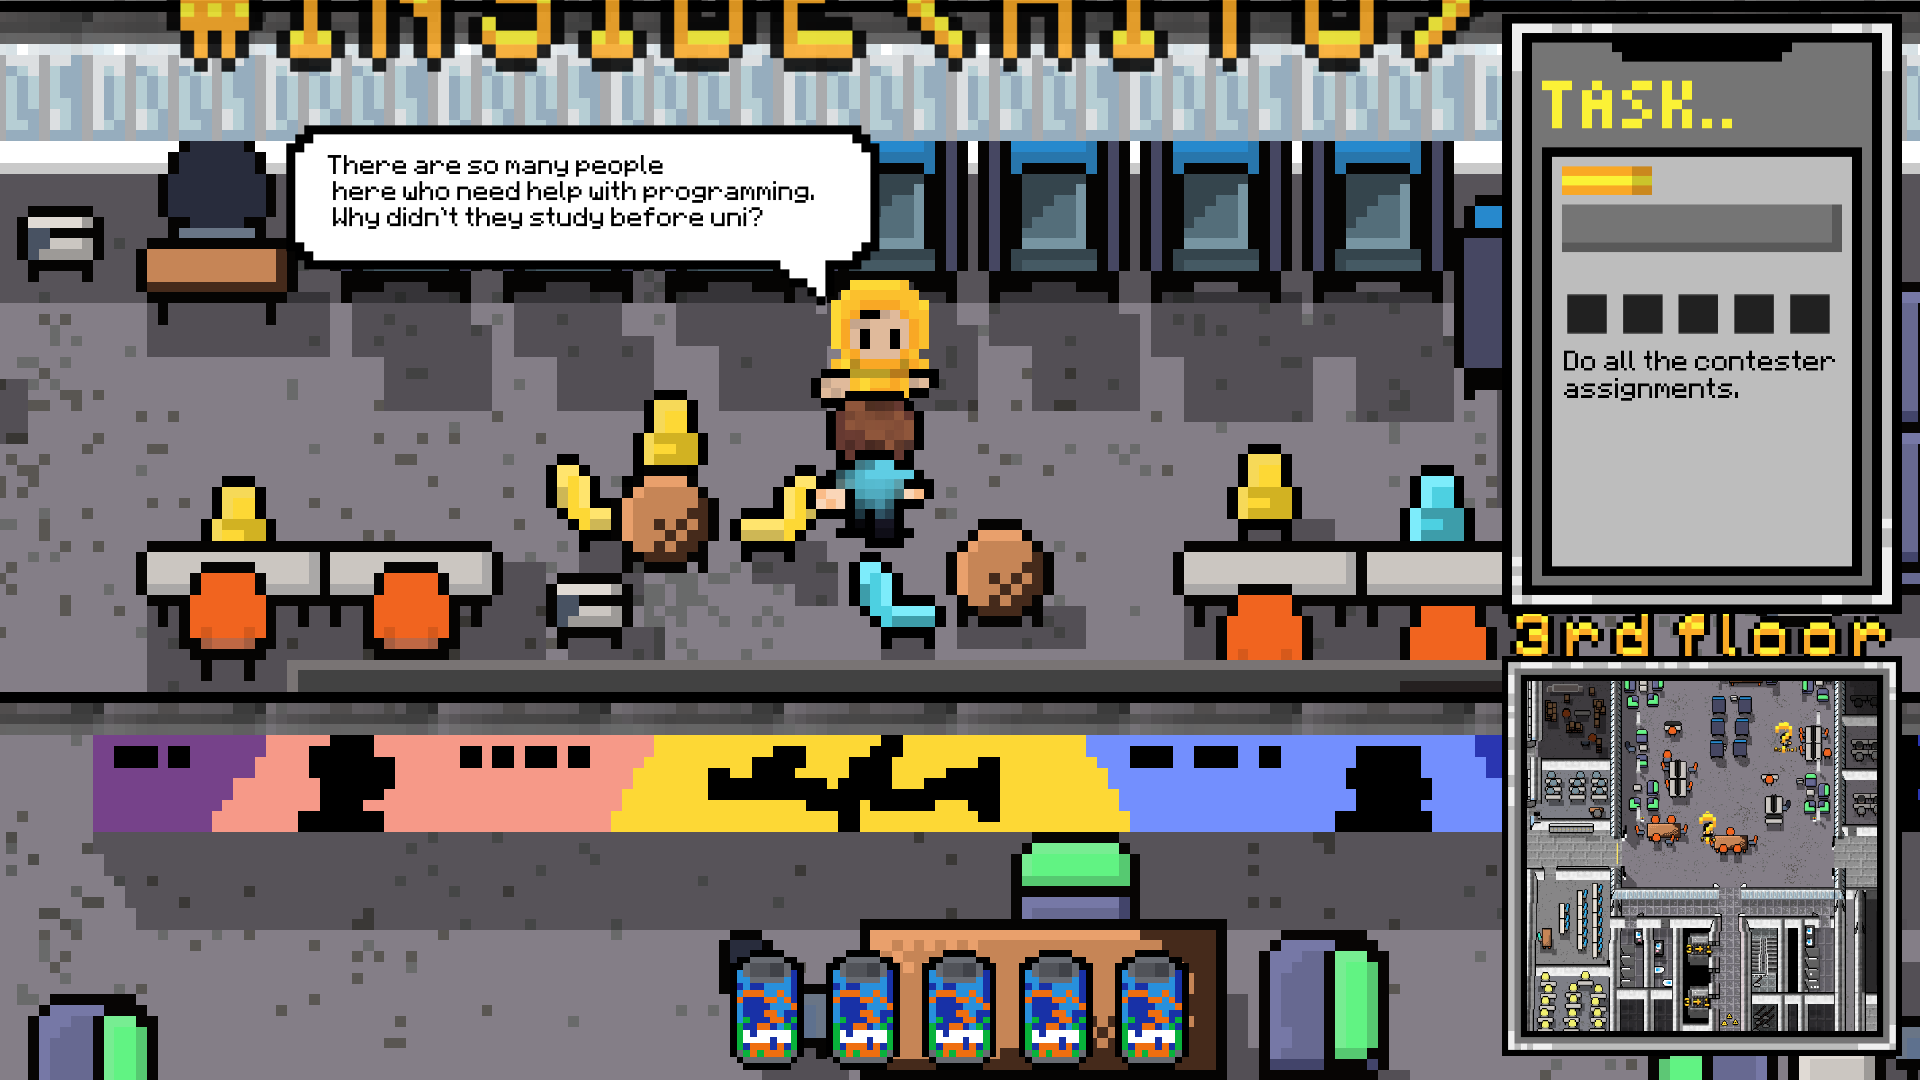 There are so many people
here who need help with programming.
Why didn't they study before uni?
TASK..
Do all the contester
assignments.
3rd floor